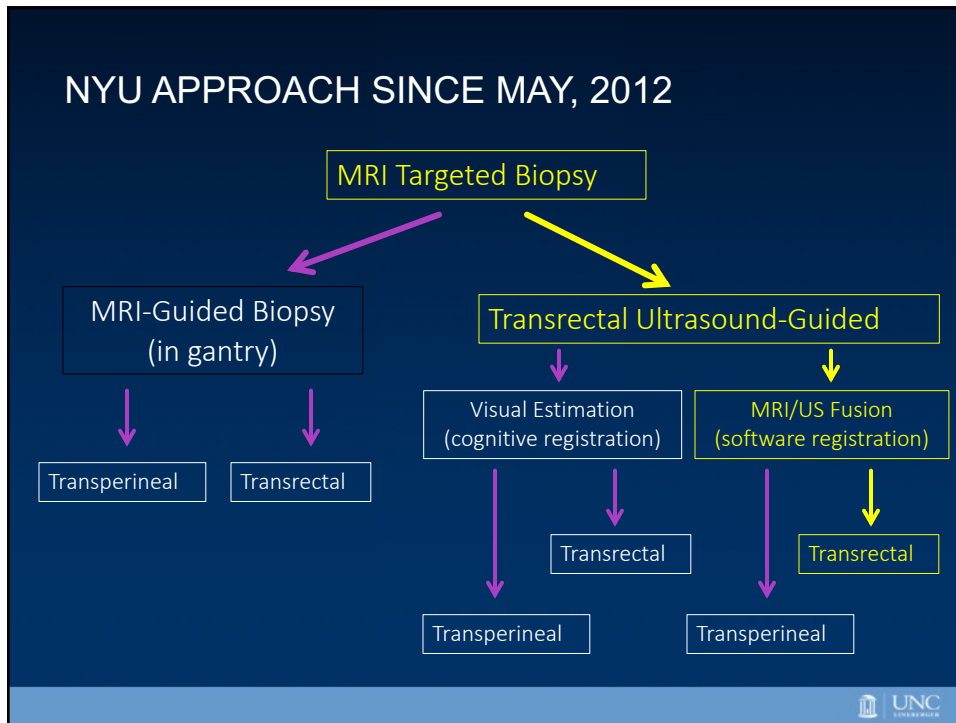 NYU APPROACH SINCE MAY, 2012
MRI Targeted Biopsy
MRI-Guided Biopsy
(in gantry)
Transrectal Ultrasound-Guided
Visual Estimation
(cognitive registration)
MRI/US Fusion
(software registration)
Transperineal
Transrectal
Transrectal
Transrectal
Transperineal
Transperineal
UNC
LINEBERGER